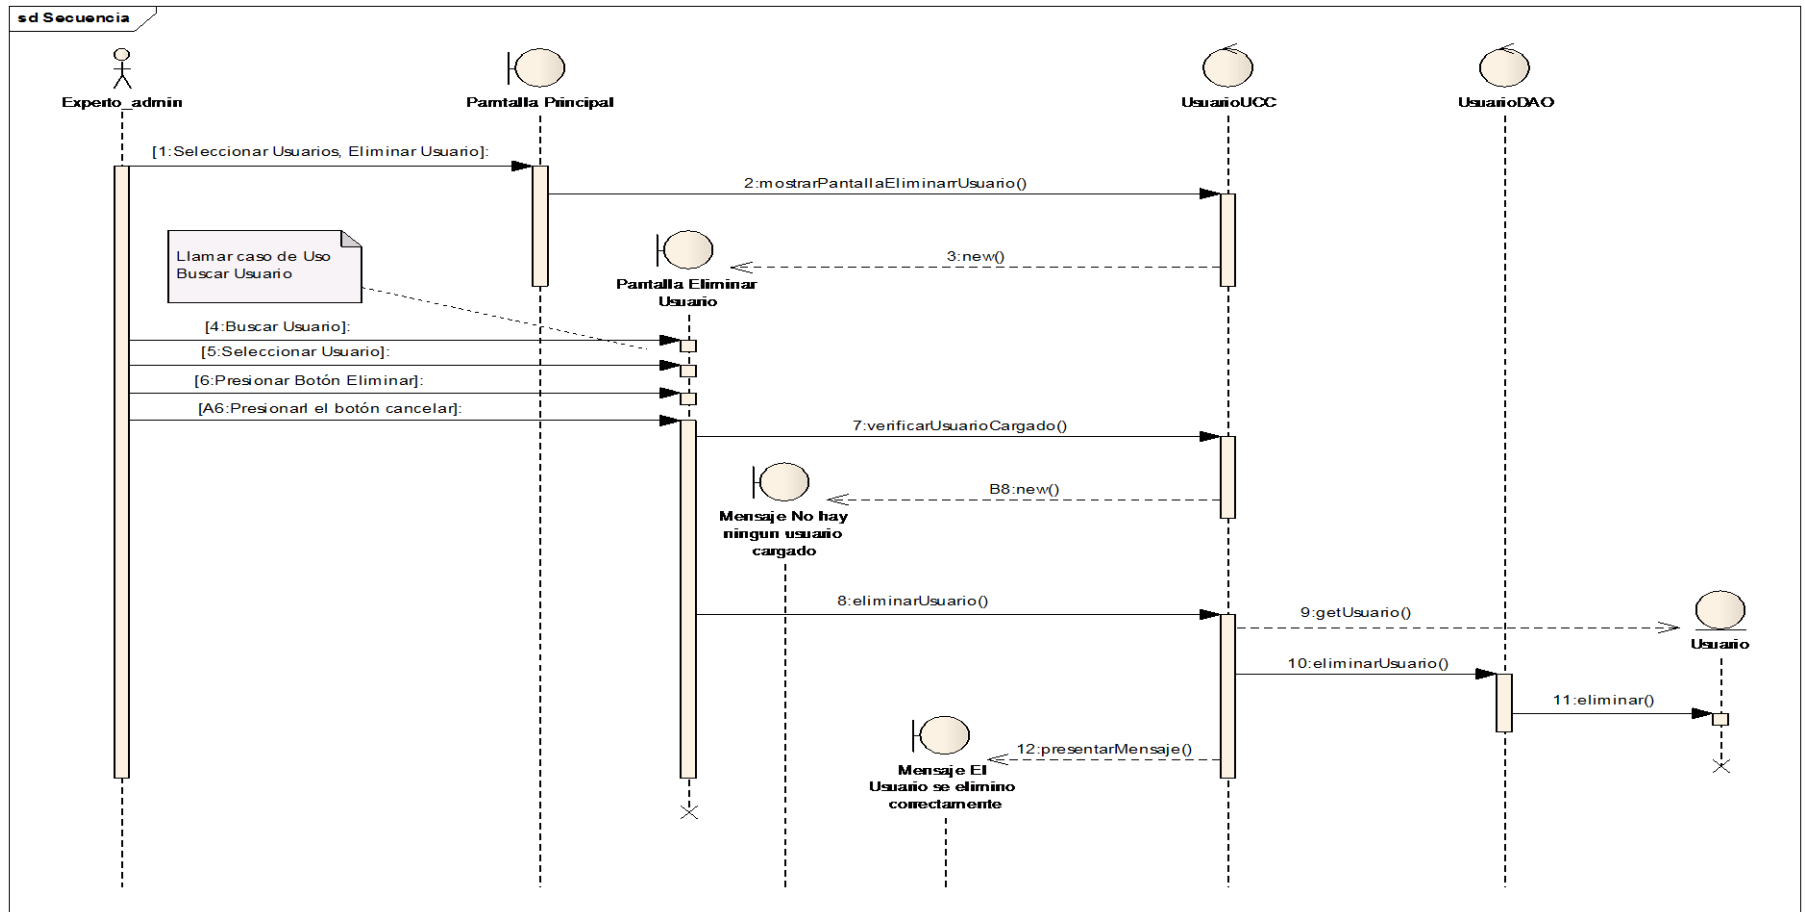 sd Secuencia
Experto_admin
Pamtalla Principal
UsuarioUCC
UsuarioDAO
[1:Seleccionar Usuarios, Eliminar Usuario]:
2:mostrarPantallaEliminarrUsuario()
Llamar caso de Uso
Buscar Usuario
3:new()
Pantalla Eliminar
Usuario
[4:Buscar Usuario]:
[5:Seleccionar Usuario]:
[6:Presionar Botón Eliminar]:
[A6:Presionarl el botón cancelar]:
7:verificarUsuarioCargado()
B8:new()
Mensaje No hay
ningun usuario
cargado
8:eliminarUsuario()
9:getUsuario()
Usuario
10:eliminarUsuario()
11:eliminar()
12:presentarMensaje()
Mensaje El
Usuario se elimino
correctamente